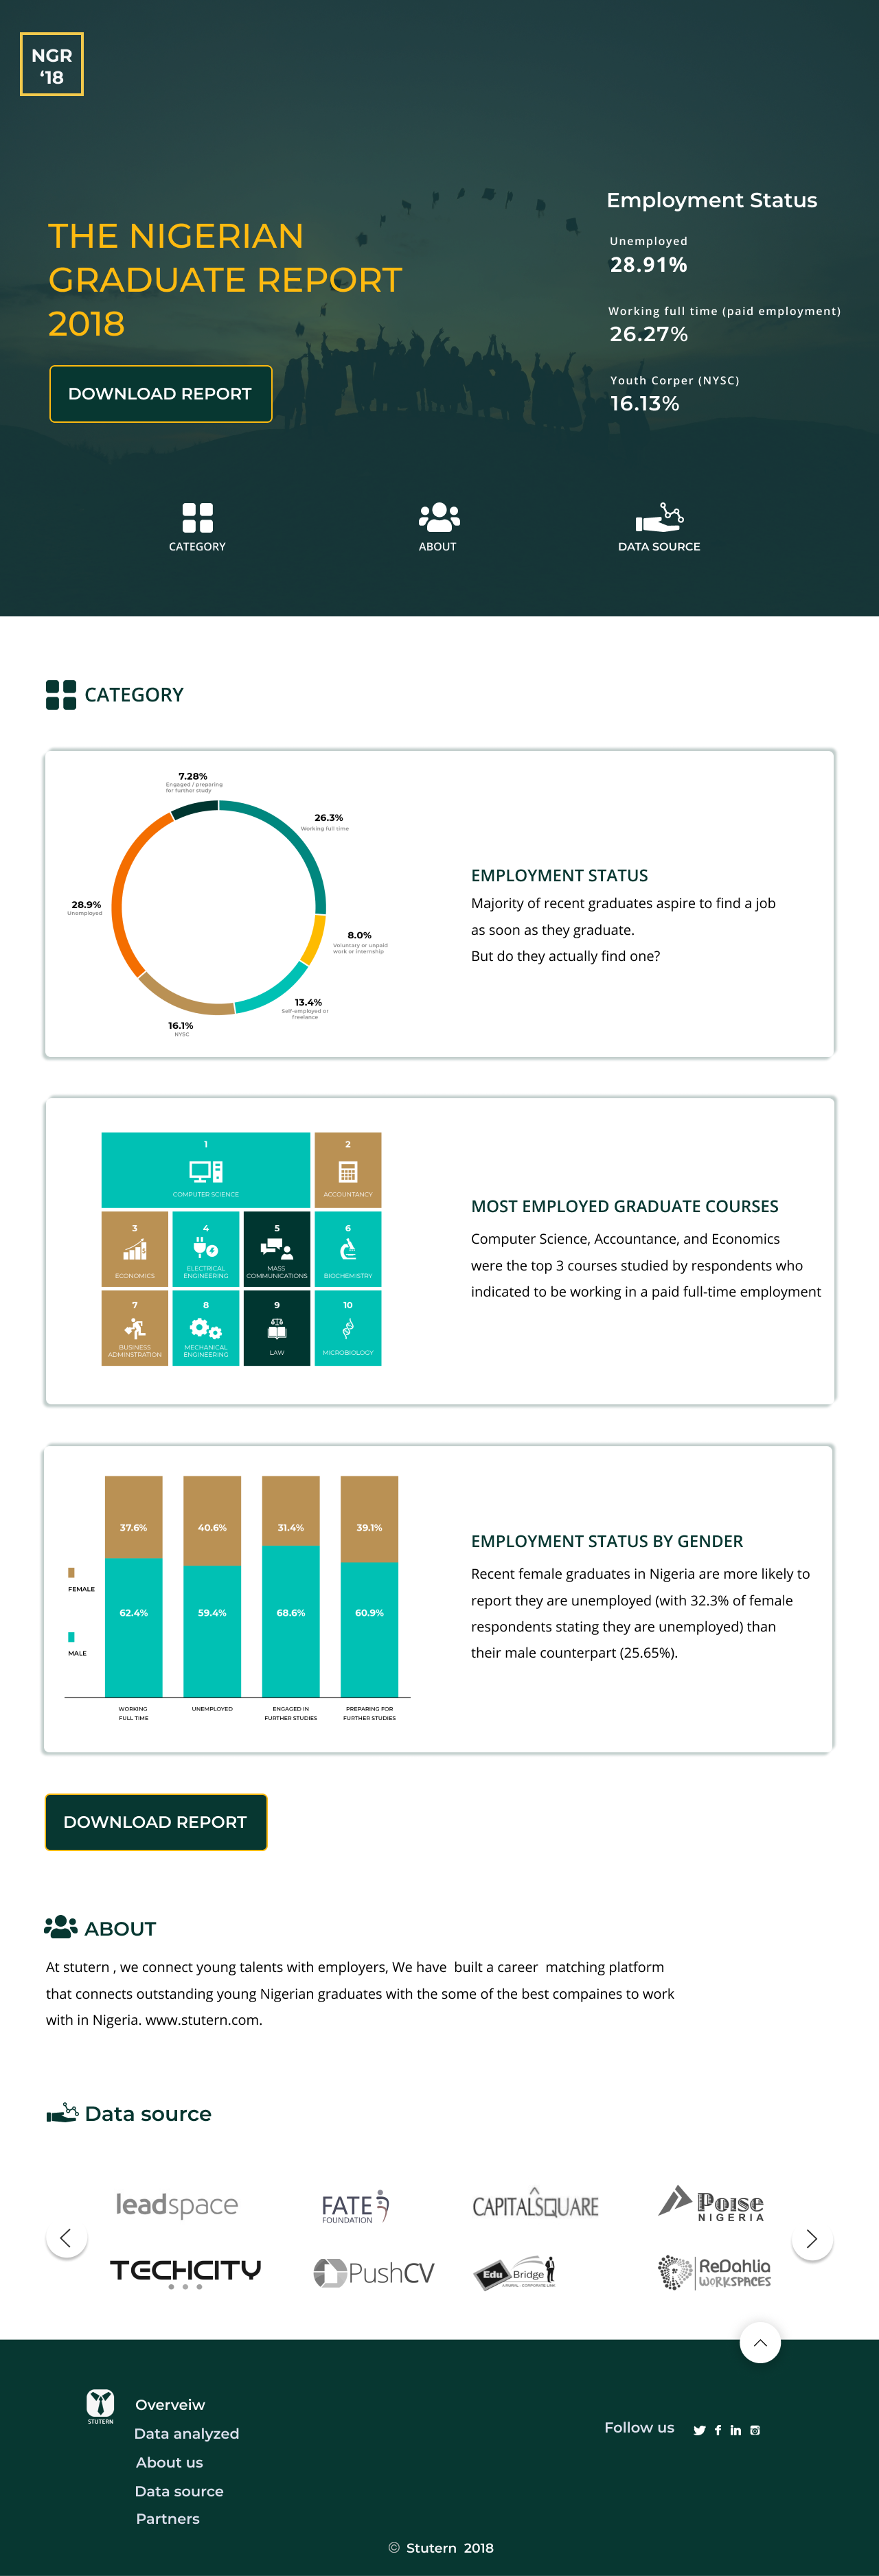 NGR
‘18
THE NIGERIAN
GRADUATE REPORT
2018
DOWNLOAD REPORT
Employment Status
Unemployed
28.91%
Working full time (paid employment)
26.27%
Youth Corper (NYSC)
16.13%
CATEGORY
ABOUT
DATA SOURCE
CATEGORY
7.28%
Engaged / preparing
for further study
26.3%
Working full time
28.9%
Unemployed
8.0%
Voluntary or unpaid
work or Internship
13.4%
Self-employed or
freelance
16.1%
NYSC
EMPLOYMENT STATUS
Majority of recent graduates aspire to find a job
as soon as they graduate.
But do they actually find one?
1
COMPUTER SCIENCE
2
ACCOUNTANCY
3
ECONOMICS
4
ELECTRICAL
ENGINEERING
5
MASS
COMMUNICATIONS
6
BIOCHEMISTRY
7
BUSINESS
ADMINSTRATION
8
MECHANICAL
ENGINEERING
9
LAW
10
MICROBIOLOGY
MOST EMPLOYED GRADUATE COURSES
Computer Science, Accountance, and Economics
were the top 3 courses studied by respondents who
indicated to be working in a paid full-time employment
37.6%
40.6%
31.4%
39.1%
FEMALE
62.4%
59.4%
68.6%
60.9%
MALE
WORKING
FULL TIME
UNEMPLOYED
ENGAGED IN
FURTHER STUDIES
PREPARING FOR
FURTHER STUDIES
EMPLOYMENT STATUS BY GENDER
Recent female graduates in Nigeria are more likely to
report they are unemployed (with 32.3% of female
respondents stating they are unemployed) than
their male counterpart (25.65%).
DOWNLOAD REPORT
ABOUT
At stutern , we connect young talents with employers, We have  built a career  matching platform
that connects outstanding young Nigerian graduates with the some of the best compaines to work
with in Nigeria. www.stutern.com.
Data source
leadspace
FATE
FOUNDATION
CAPITALSQUARE
POISE
NIGERIA
TECHCITY
PushCV
Edu Bridge
ReDahlia
WORKSPACES
STUTERN
Overveiw
Data analyzed
About us
Data source
Partners
Follow us
© Stutern 2018